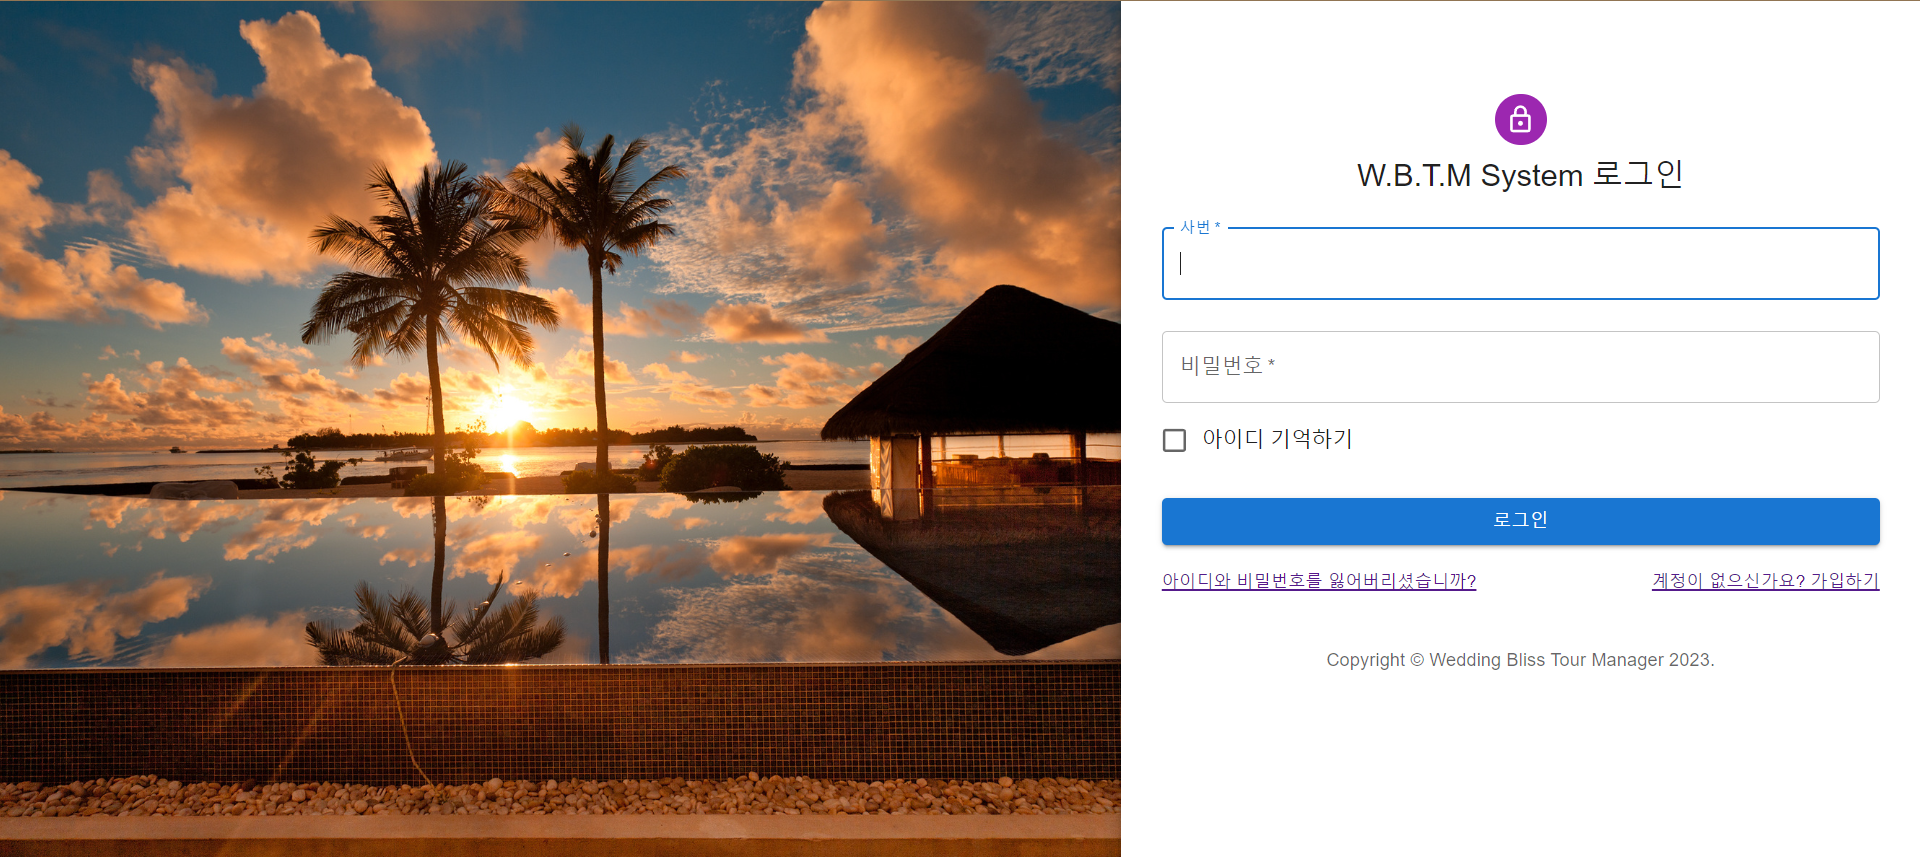 W.B.T.M System 로그인
사번 *
비밀번호 *
아이디 기억하기
로그인
아이디와 비밀번호를 잃어버리셨습니까? 계정이 없으신가요? 가입하기
Copyright © Wedding Bliss Tour Manager 2023.